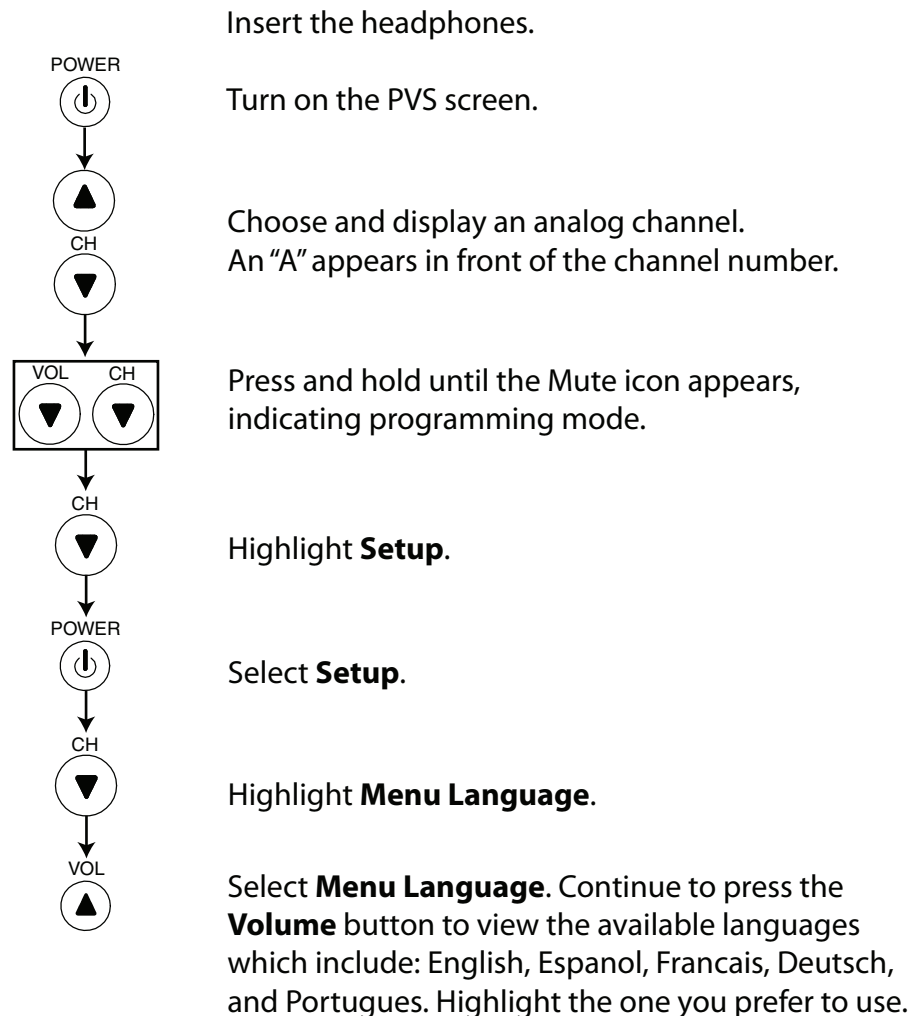 Insert the headphones.
POWER
Turn on the PVS screen.
CH
Choose and display an analog channel.
An “A” appears in front of the channel number.
VOL CH
Press and hold until the Mute icon appears,
indicating programming mode.
CH
Highlight Setup.
POWER
Select Setup.
CH
Highlight Menu Language.
VOL
Select Menu Language. Continue to press the
Volume button to view the available languages
which include: English, Espanol, Francais, Deutsch,
and Portugues. Highlight the one you prefer to use.